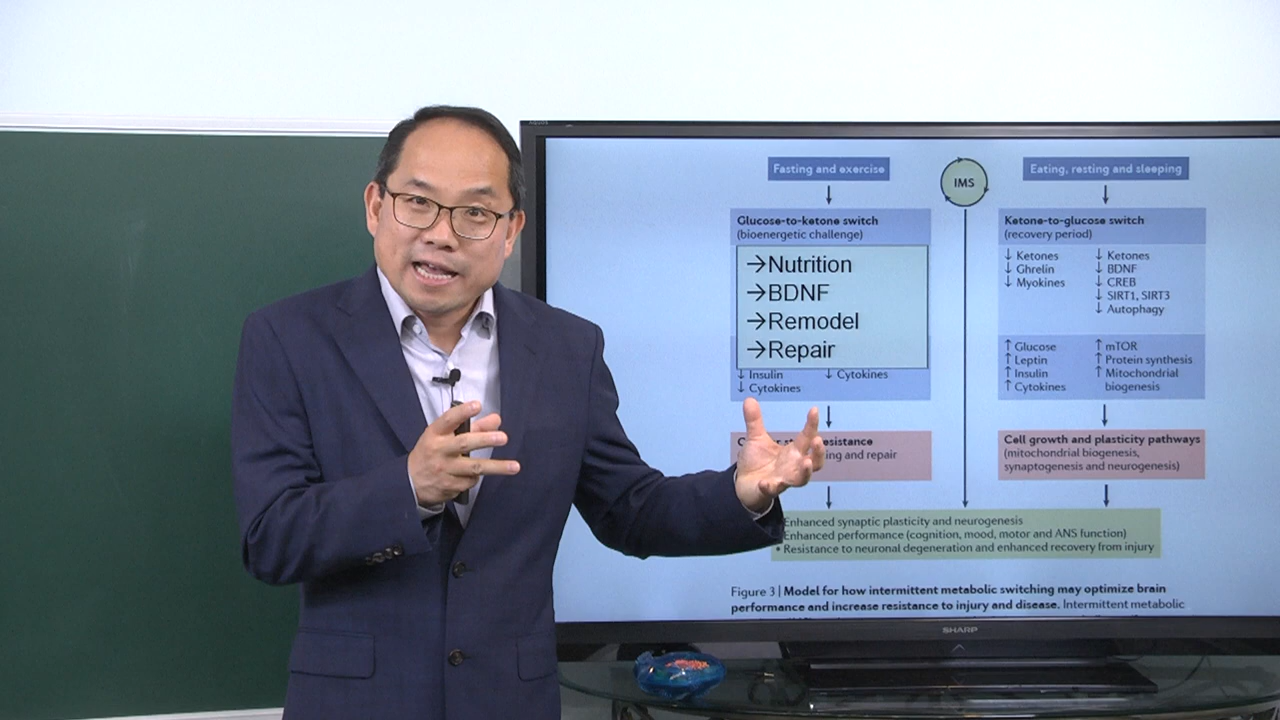 Fasting and exercise
IMS
Eating, resting and sleeping
Glucose-to-ketone switch
(bioenergetic challenge)
→Nutrition
→BDNF
→Remodel
→Repair
↓ Insulin
↓ Cytokines
↓ Cytokines
resistance
and repair
Ketone-to-glucose switch
(recovery period)
↓ Ketones
↓ Ghrelin
↓ Myokines
↓ Ketones
↓ BDNF
↓ CREB
↓ SIRT1, SIRT3
↓ Autophagy
↑ Glucose
↑ Leptin
↑ Insulin
↑ Cytokines
↑ mTOR
↑ Protein synthesis
↑ Mitochondrial
biogenesis
Cell growth and plasticity pathways
(mitochondrial biogenesis,
synaptogenesis and neurogenesis)
Enhanced synaptic plasticity and neurogenesis
Enhanced performance (cognition, mood, motor and ANS function)
• Resistance to neuronal degeneration and enhanced recovery from injury
Figure 3 | Model for how intermittent metabolic switching may optimize brain
performance and increase resistance to injury and disease. Intermittent metabolic
SHARP